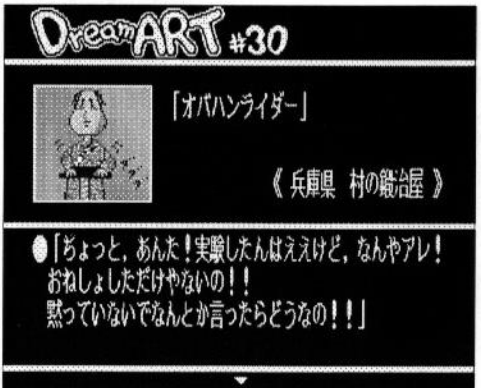 DreamART #30
「オバハンライダー」
《 兵庫県 村の鍛冶屋 》
●「ちょっと，あんた！実験したんはええけど，なんやアレ！
おねしょしただけやないの！！
黙っていないでなんとか言ったらどうなの！！」